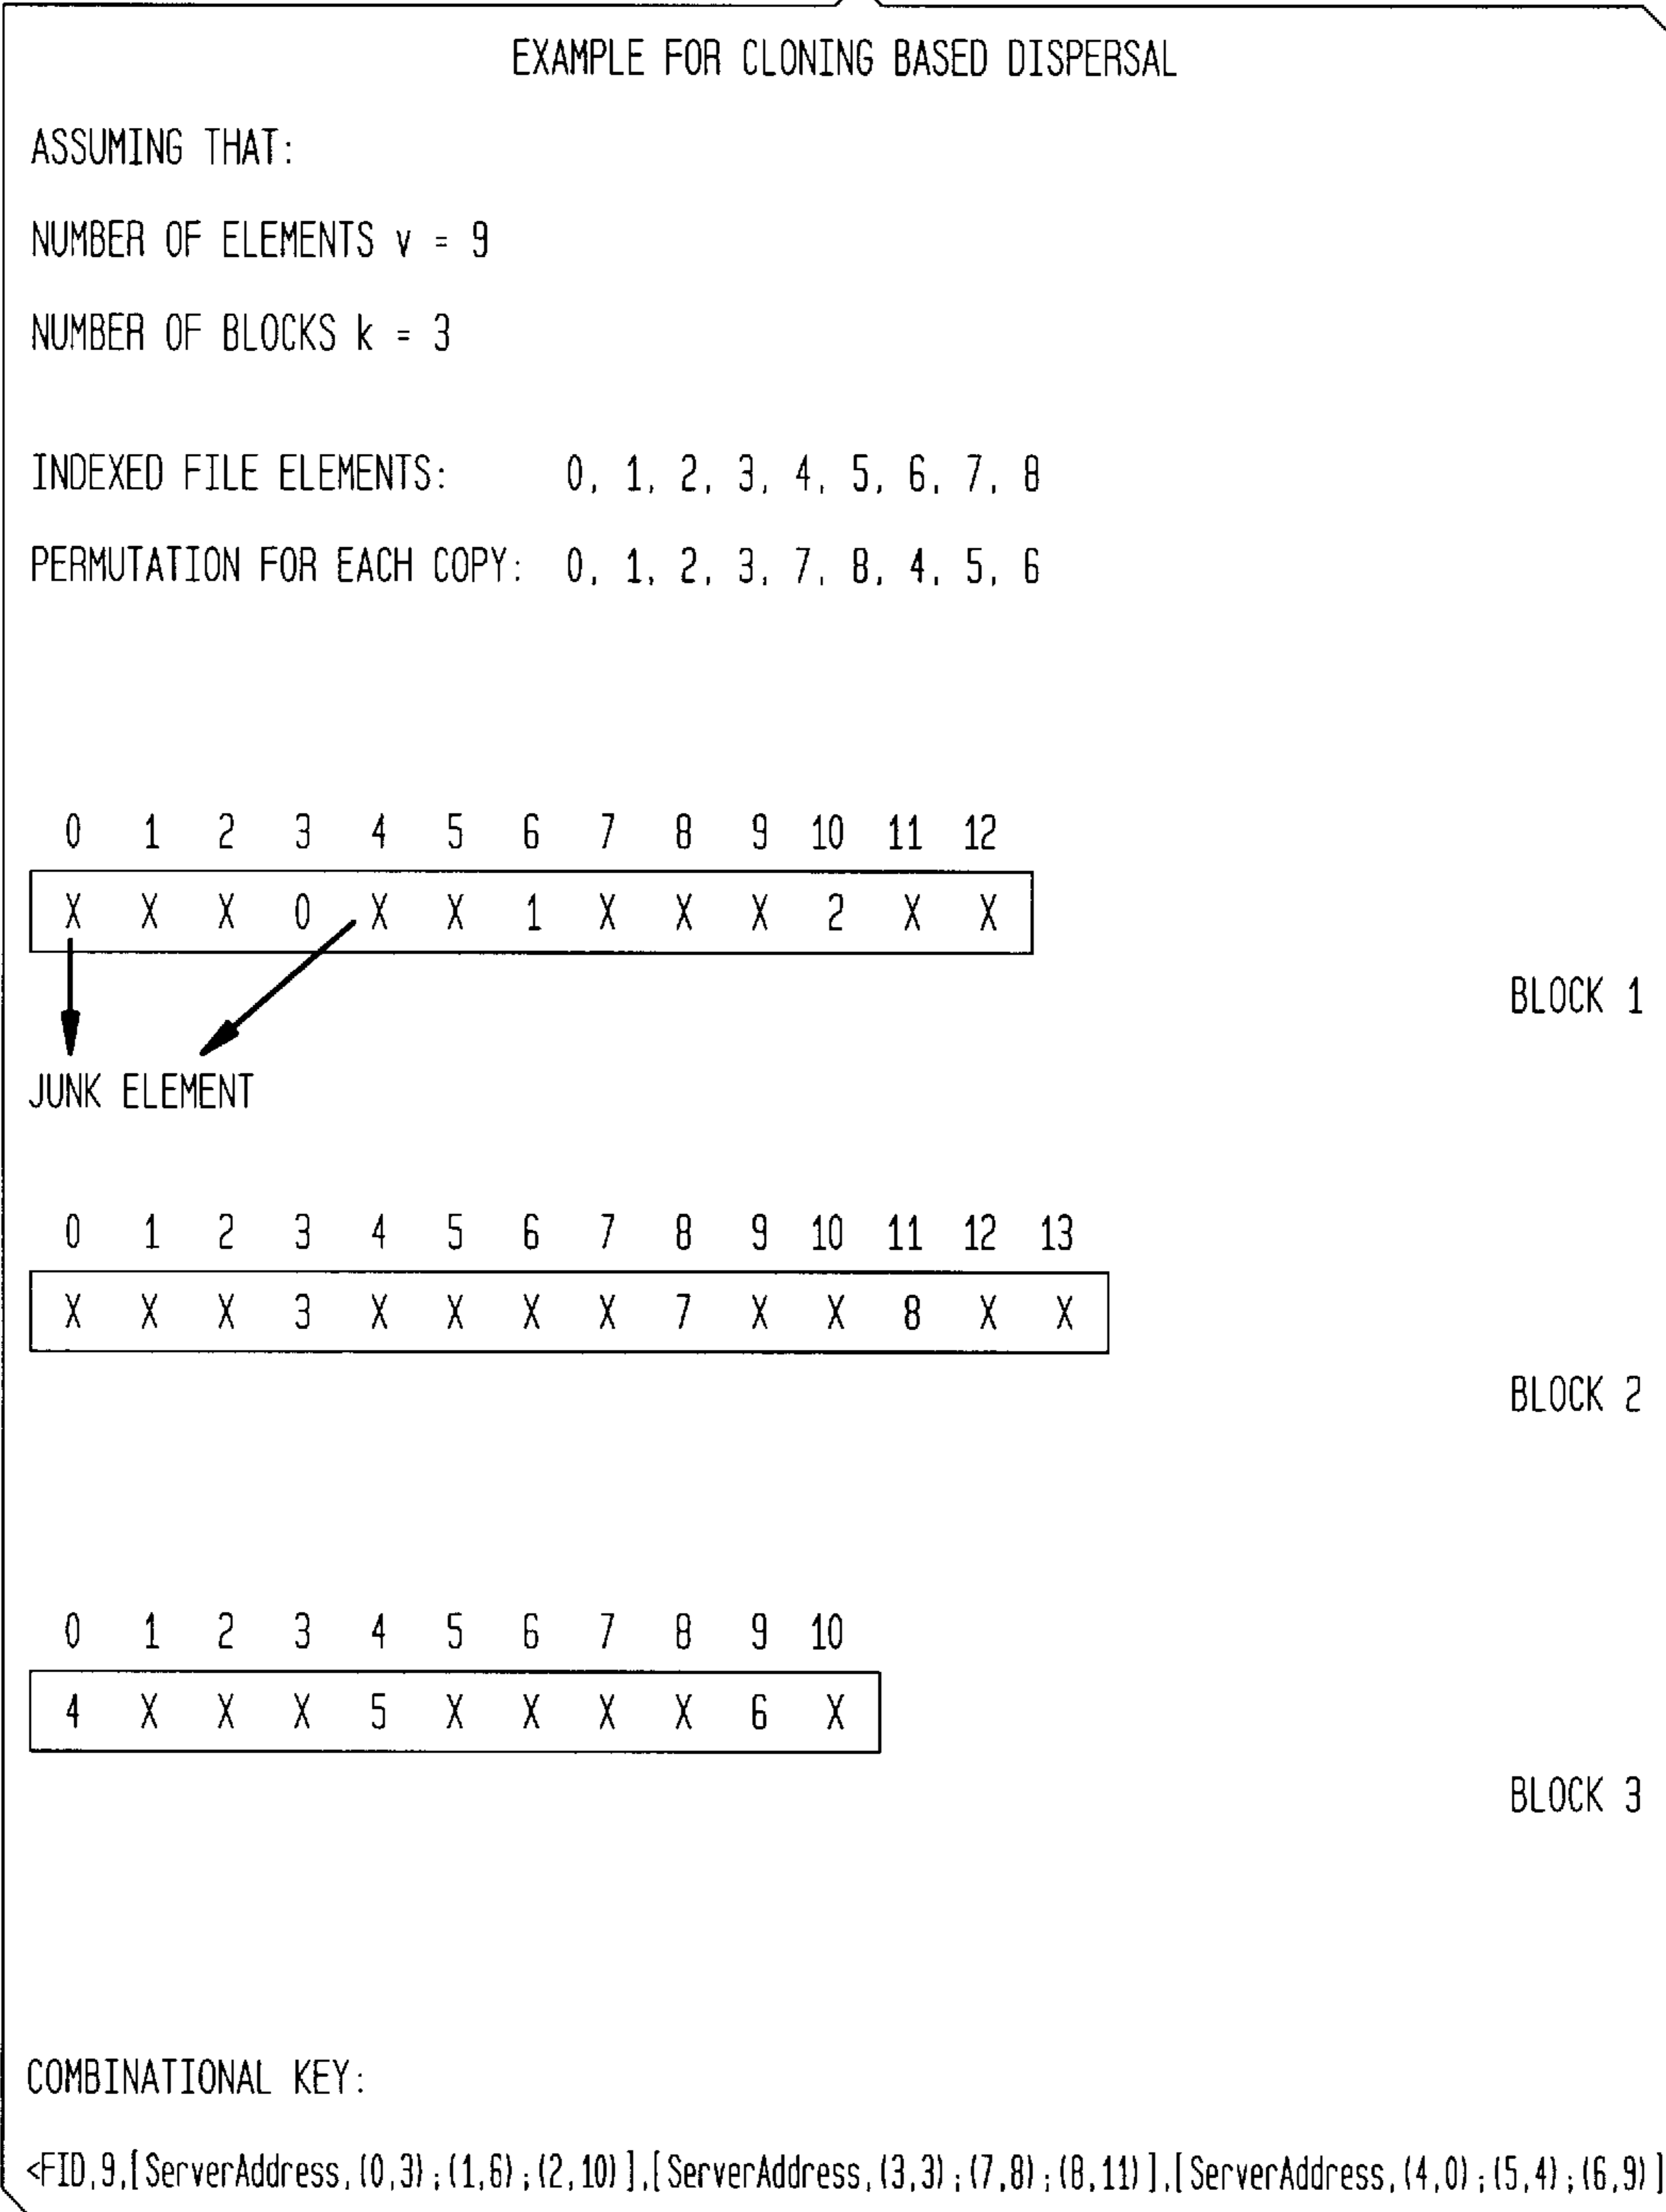 EXAMPLE FOR CLONING BASED DISPERSAL
ASSUMING THAT:
NUMBER OF ELEMENTS v = 9
NUMBER OF BLOCKS k = 3
INDEXED FILE ELEMENTS: 0, 1, 2, 3, 4, 5, 6, 7, 8
PERMUTATION FOR EACH COPY: 0, 1, 2, 3, 7, 8, 4, 5, 6
0 1 2 3 4 5 6 7 8 9 10 11 12
X X X 0 X X 1 X X X 2 X X
BLOCK 1
JUNK ELEMENT
0 1 2 3 4 5 6 7 8 9 10 11 12 13
X X X 3 X X X X 7 X X 8 X X
BLOCK 2
0 1 2 3 4 5 6 7 8 9 10
4 X X X 5 X X X X 6 X
BLOCK 3
COMBINATIONAL KEY:
<FID,9,[ServerAddress,(0,3);(1,6);(2,10)],[ServerAddress,(3,3);(7,8);(8,11)],[ServerAddress,(4,0);(5,4);(6,9)]